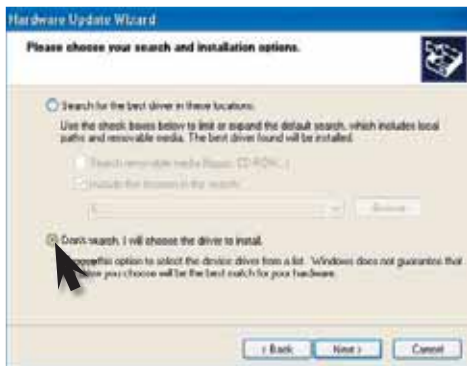 Hardware Update Wizard
Please choose your search and installation options.
Search for the best driver in these locations.
Use the check boxes below to limit or expand the default search, which includes local
paths and removable media. The best driver found will be installed.
Search removable media (floppy, CD-ROM...)
Include this location in the search:
Browse
Don't search. I will choose the driver to install.
this option to select the device driver from a list. Windows does not guarantee that
you choose will be the best match for your hardware.
< Back
Next >
Cancel